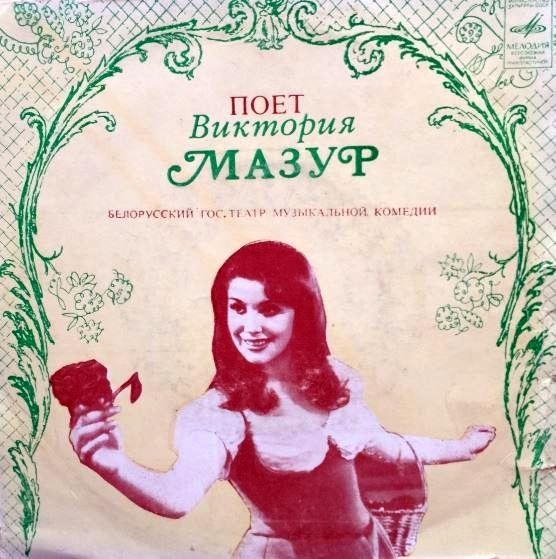 МЕЛОДИЯ
ПОЕТ
Виктория
МАЗУР
БЕЛОРУССКИЙ ГОС. ТЕАТР МУЗЫКАЛЬНОЙ КОМЕДИИ